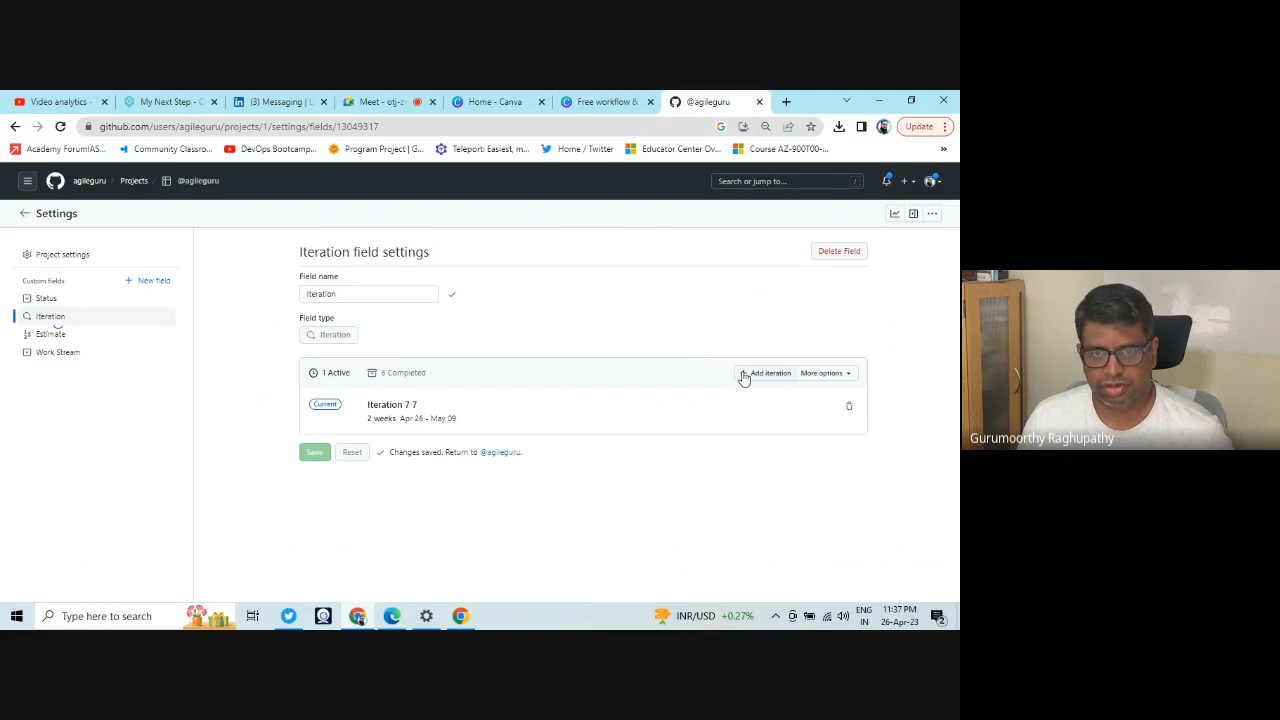 Video analytics -
My Next Step - C
(3) Messaging | L
Meet - otj-z
Home - Canva
Free workflow &
@agileguru
github.com/users/agileguru/projects/1/settings/fields/13049317
Update
Academy ForumIAS...
Community Classro...
DevOps Bootcamp...
Program Project | G...
Teleport: Easiest, m...
Home / Twitter
Educator Center Ov...
Course AZ-900T00-...
»
agileguru
Projects
@agileguru
Search or jump to...
/
Settings
Project settings
Custom fields
New field
Status
Iteration
Estimate
Work Stream
Iteration field settings
Delete Field
Field name
Iteration
Field type
Iteration
1 Active
6 Completed
Add iteration
More options
Current
Iteration 7 7
2 weeks Apr 26 - May 09
Save
Reset
Changes saved. Return to @agileguru.
Gurumoorthy Raghupathy
Type here to search
INR/USD +0.27%
ENG
IN
11:37 PM
26-Apr-23
2